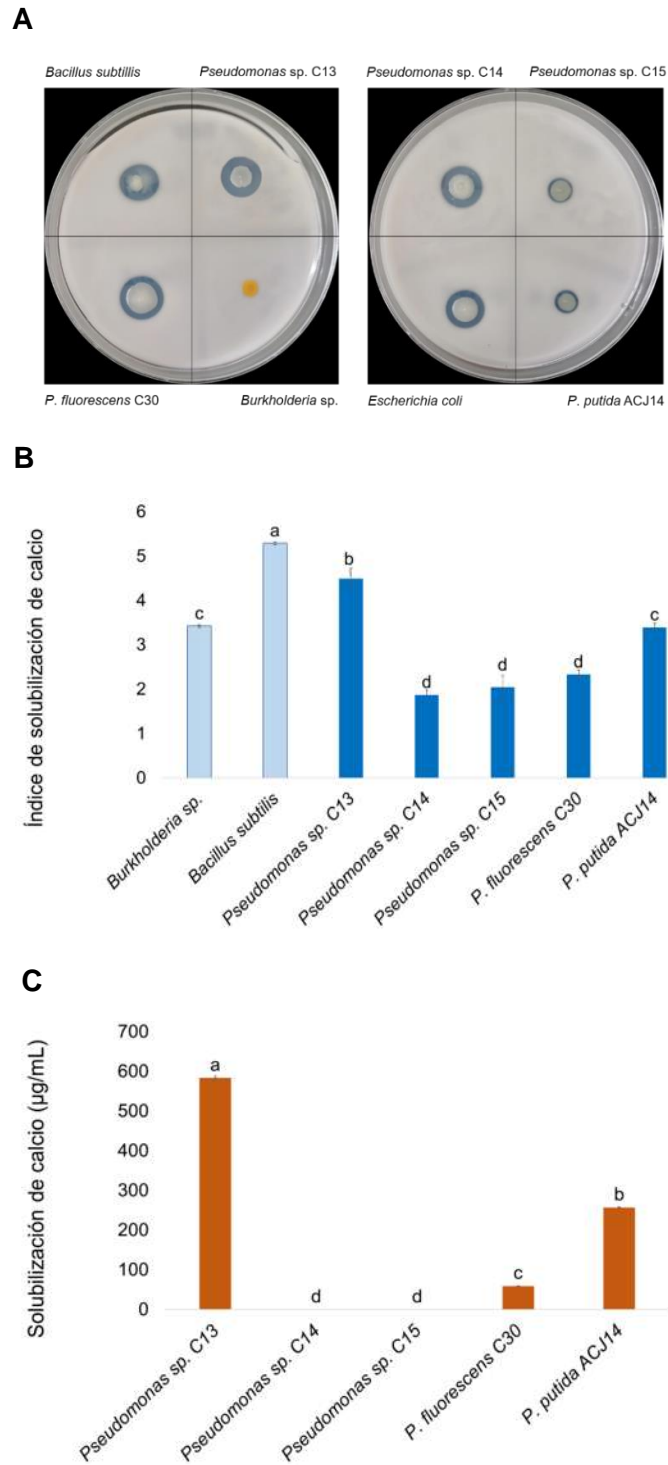 A
Bacillus subtillis
Pseudomonas sp. C13
Pseudomonas sp. C14
Pseudomonas sp. C15
P. fluorescens C30
Burkholderia sp.
Escherichia coli
P. putida ACJ14
B
Índice de solubilización de calcio
6
5
4
3
2
1
0
c
a
b
d
d
d
c
Burkholderia sp.
Bacillus subtilis
Pseudomonas sp. C13
Pseudomonas sp. C14
Pseudomonas sp. C15
P. fluorescens C30
P. putida ACJ14
C
Solubilización de calcio (µg/mL)
700
600
500
400
300
200
100
0
a
d
d
c
b
Pseudomonas sp. C13
Pseudomonas sp. C14
Pseudomonas sp. C15
P. fluorescens C30
P. putida ACJ14